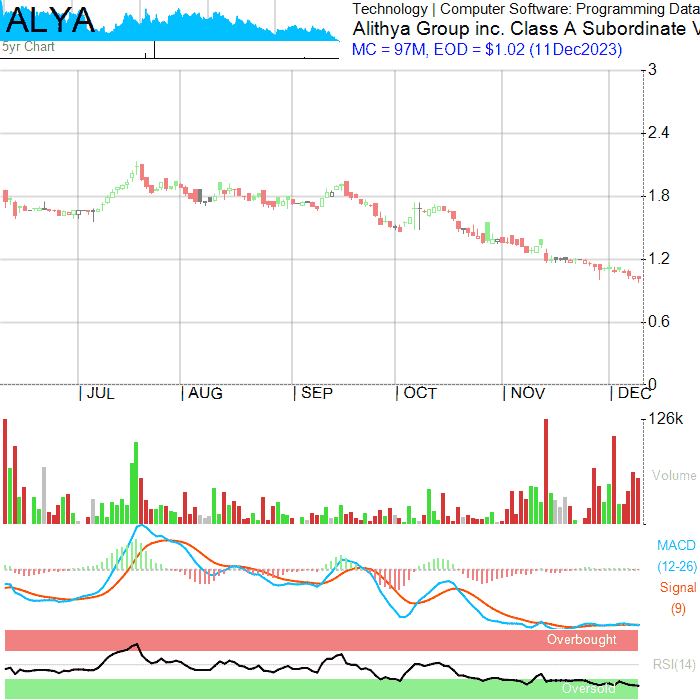 ALYA
5yr Chart
Technology | Computer Software: Programming Data
Alithya Group inc. Class A Subordinate V
MC = 97M, EOD = $1.02 (11Dec2023)
3
2.4
1.8
1.2
0.6
0
| JUL | AUG | SEP | OCT | NOV | DEC
126k
Volume
MACD
(12-26)
Signal
(9)
Overbought
RSI(14)
Oversold